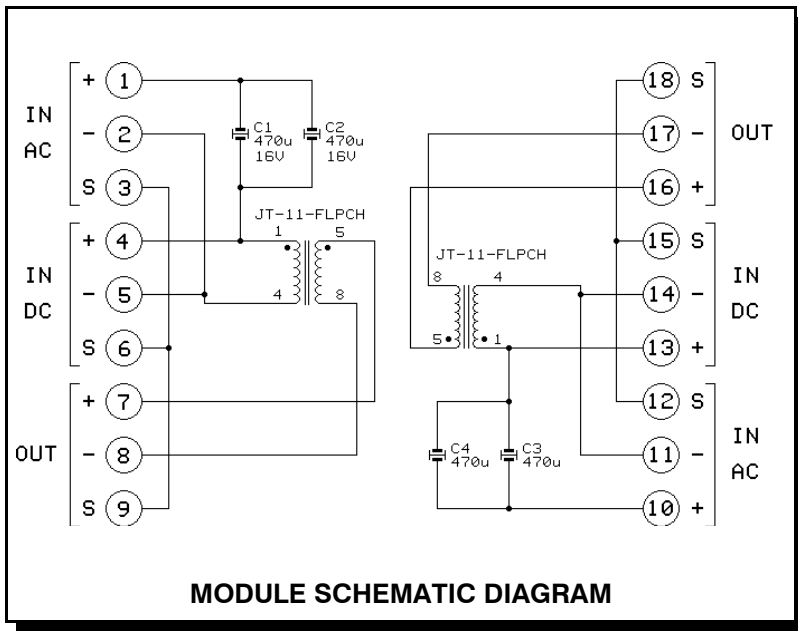 + 1
IN
AC
- 2
S 3
+ 4
IN
DC
- 5
S 6
+ 7
OUT - 8
S 9
C1
470u
16V
C2
470u
16V
JT-11-FLPCH
1 5
4 8
JT-11-FLPCH
8 4
5 1
C4
470u
C3
470u
18 S
17 - OUT
16 +
15 S
IN
DC
14 -
13 +
12 S
IN
AC
11 -
10 +
MODULE SCHEMATIC DIAGRAM